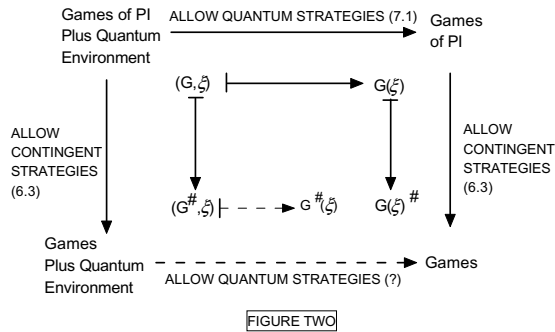 Games of PI
Plus Quantum
Environment
ALLOW QUANTUM STRATEGIES (7.1)
Games
of PI
(G,ξ)
G(ξ)
ALLOW
CONTINGENT
STRATEGIES
(6.3)
ALLOW
CONTINGENT
STRATEGIES
(6.3)
(G#,ξ)
G#(ξ)
G(ξ)#
Games
Plus Quantum
Environment
ALLOW QUANTUM STRATEGIES (?)
Games
FIGURE TWO